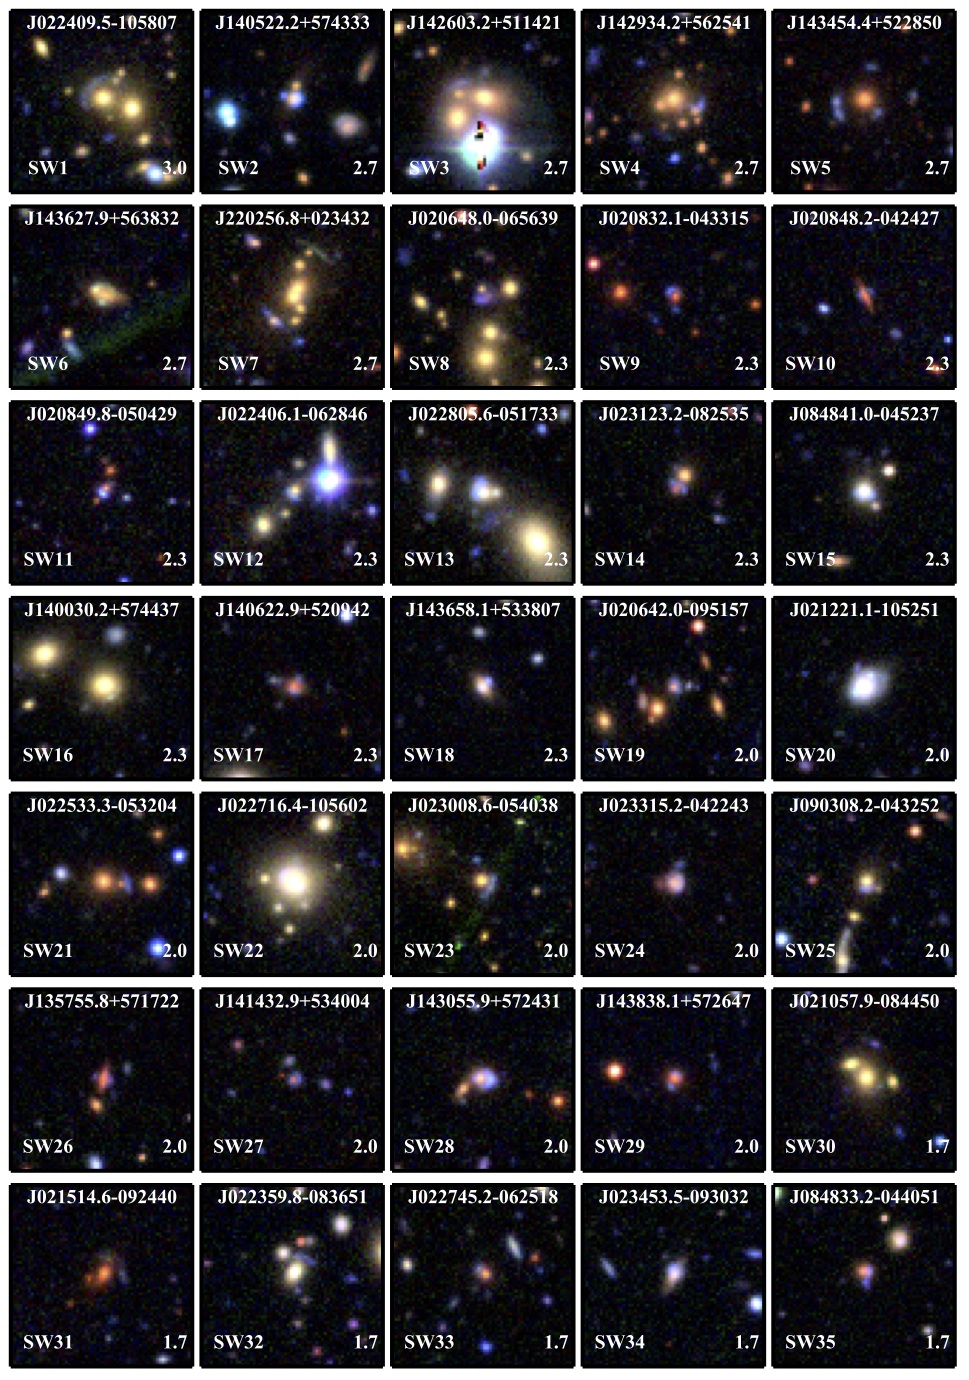 J022409.5-105807
SW1 3.0
J140522.2+574333
SW2 2.7
J142603.2+511421
SW3 2.7
J142934.2+562541
SW4 2.7
J143454.4+522850
SW5 2.7
J143627.9+563832
SW6 2.7
J220256.8+023432
SW7 2.7
J020648.0-065639
SW8 2.3
J020832.1-043315
SW9 2.3
J020848.2-042427
SW10 2.3
J020849.8-050429
SW11 2.3
J022406.1-062846
SW12 2.3
J022805.6-051733
SW13 2.3
J023123.2-082535
SW14 2.3
J084841.0-045237
SW15 2.3
J140030.2+574437
SW16 2.3
J140622.9+520942
SW17 2.3
J143658.1+533807
SW18 2.3
J020642.0-095157
SW19 2.0
J021221.1-105251
SW20 2.0
J022533.3-053204
SW21 2.0
J022716.4-105602
SW22 2.0
J023008.6-054038
SW23 2.0
J023315.2-042243
SW24 2.0
J090308.2-043252
SW25 2.0
J135755.8+571722
SW26 2.0
J141432.9+534004
SW27 2.0
J143055.9+572431
SW28 2.0
J143838.1+572647
SW29 2.0
J021057.9-084450
SW30 1.7
J021514.6-092440
SW31 1.7
J022359.8-083651
SW32 1.7
J022745.2-062518
SW33 1.7
J023453.5-093032
SW34 1.7
J084833.2-044051
SW35 1.7